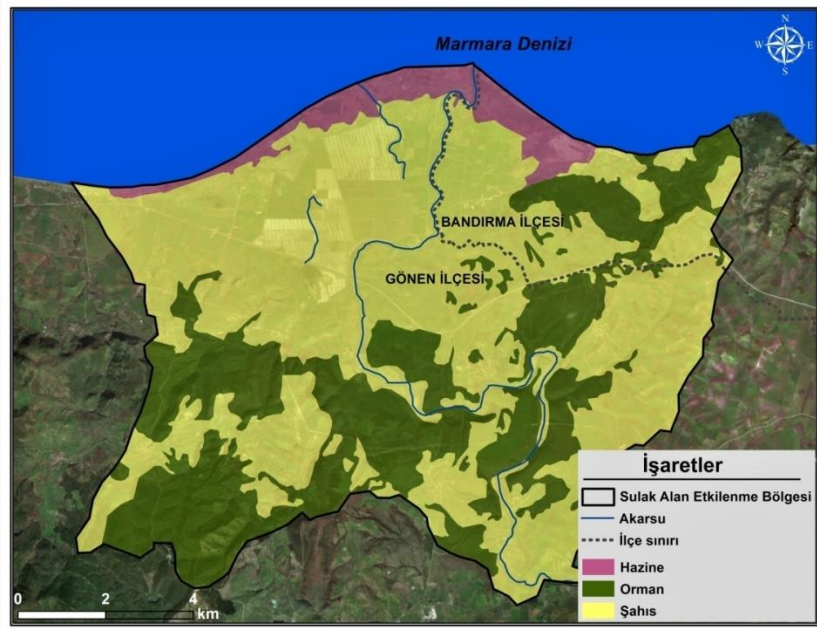 Marmara Denizi
N
W E
S
BANDIRMA İLÇESİ
GÖNEN İLÇESİ
İşaretler
Sulak Alan Etkilenme Bölgesi
Akarsu
İlçe sınırı
Hazine
Orman
Şahıs
0 2 4
km